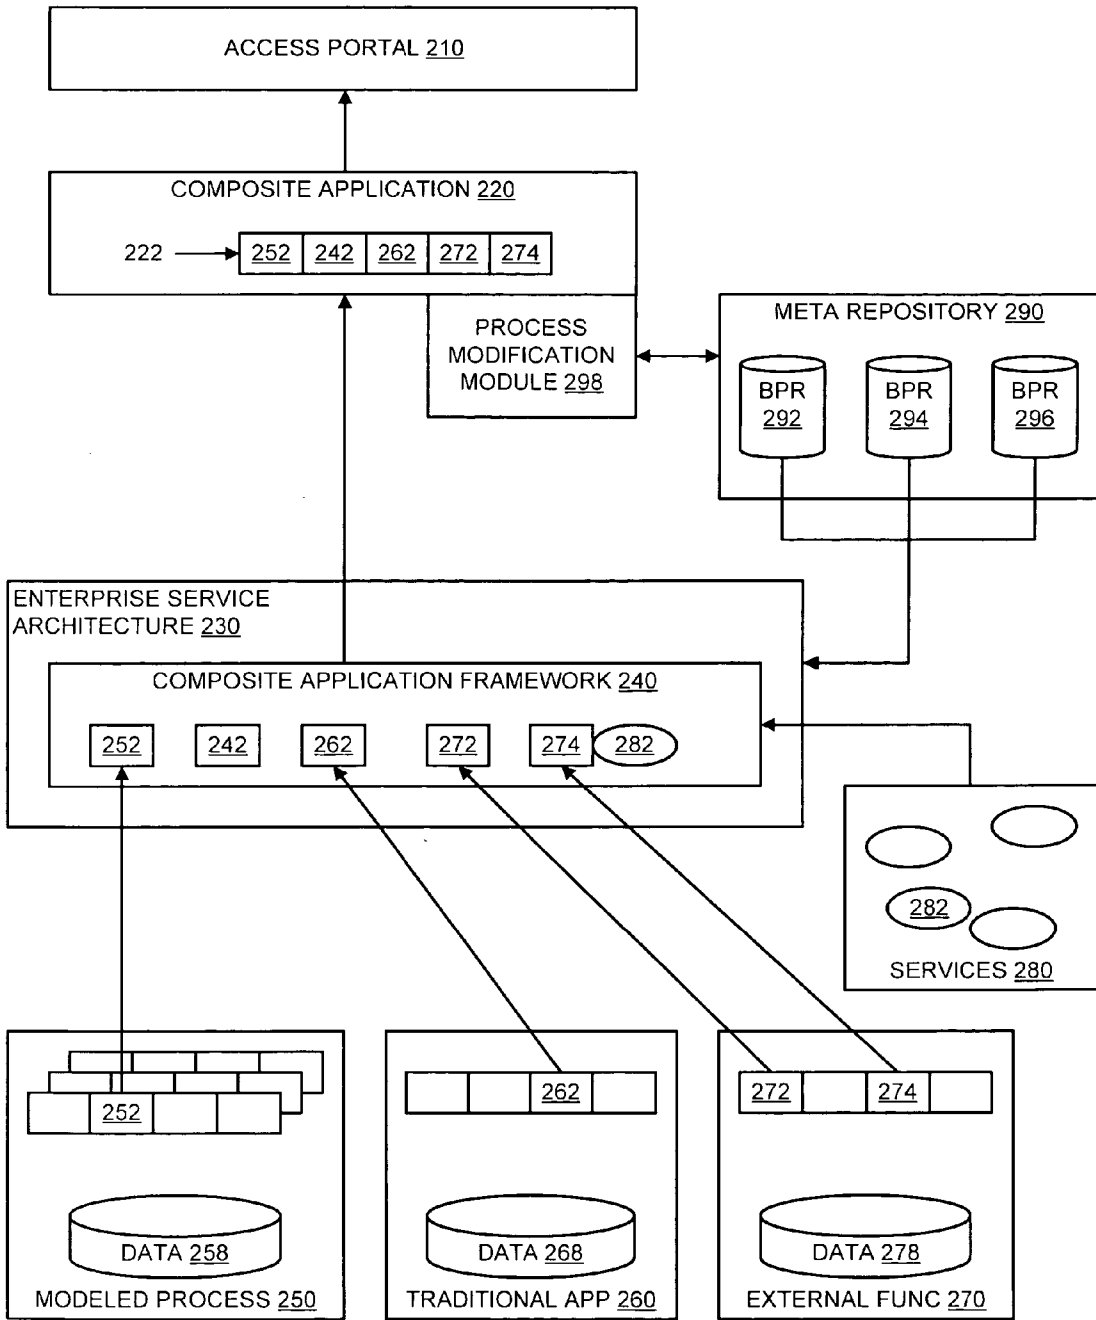 ACCESS PORTAL 210
COMPOSITE APPLICATION 220
222
252 242 262 272 274
PROCESS
MODIFICATION
MODULE 298
META REPOSITORY 290
BPR
292
BPR
294
BPR
296
ENTERPRISE SERVICE
ARCHITECTURE 230
COMPOSITE APPLICATION FRAMEWORK 240
252 242 262 272 274 282
282
SERVICES 280
252
DATA 258
MODELED PROCESS 250
262
DATA 268
TRADITIONAL APP 260
272 274
DATA 278
EXTERNAL FUNC 270